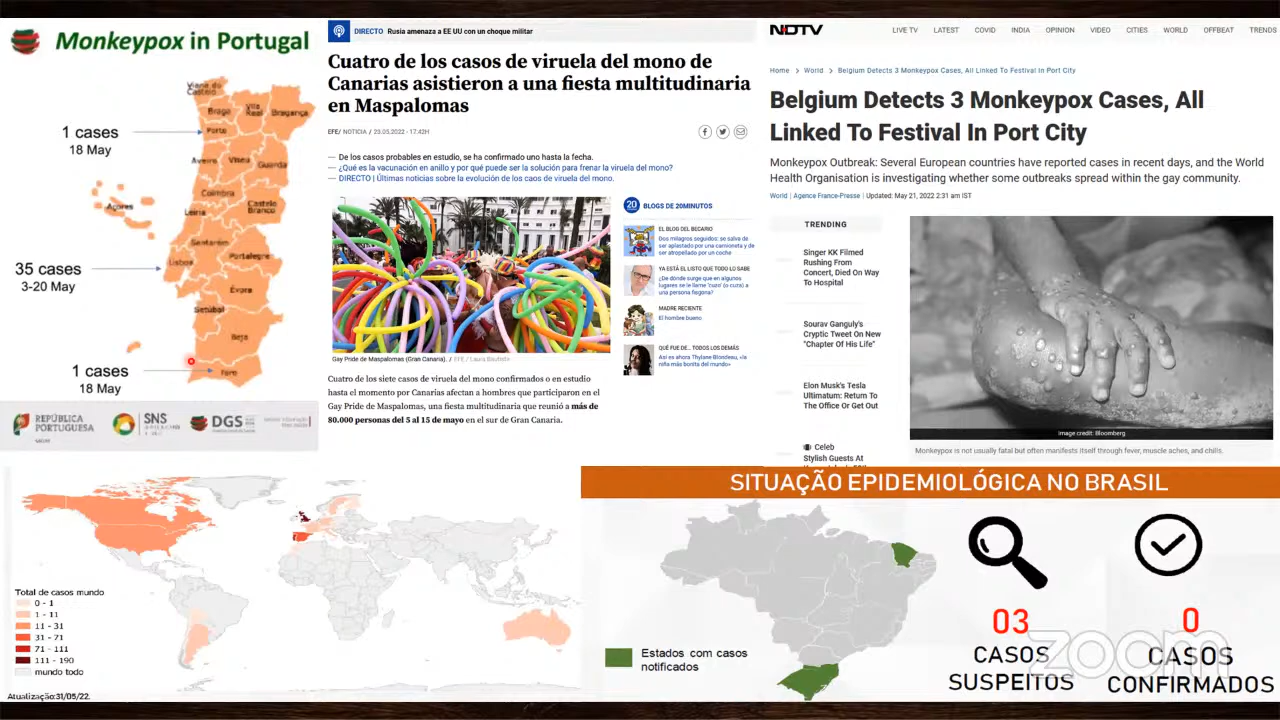 Monkeypox in Portugal
1 cases
18 May
35 cases
3-20 May
1 cases
18 May
Viana do
Castelo
Braga
Vila
Real
Bragança
Porto
Aveiro
Viseu
Guarda
Coimbra
Açores
Leiria
Castelo
Branco
Santarém
Lisboa
Portalegre
Évora
Setúbal
Beja
Faro
REPÚBLICA
PORTUGUESA
SNS
DGS
DIRECTO Rusia amenaza a EE UU con un choque militar
Cuatro de los casos de viruela del mono de
Canarias asistieron a una fiesta multitudinaria
en Maspalomas
EFE/ NOTICIA / 23.05.2022 - 17:42H
— De los casos probables en estudio, se ha confirmado uno hasta la fecha.
— ¿Qué es la vacunación en anillo y por qué puede ser la solución para frenar la viruela del mono?
— DIRECTO | Últimas noticias sobre la evolución de los caos de viruela del mono.
Gay Pride de Maspalomas (Gran Canaria). / EFE / Laura Bautista
Cuatro de los siete casos de viruela del mono confirmados o en estudio
hasta el momento por Canarias afectan a hombres que participaron en el
Gay Pride de Maspalomas, una fiesta multitudinaria que reunió a más de
80.000 personas del 5 al 15 de mayo en el sur de Gran Canaria.
20 BLOGS DE 20MINUTOS
EL BLOG DEL BECARIO
Dos milagros seguidos: se salva de
ser aplastado por una camioneta y de
ser atropellado por un coche
YA ESTÁ EL LISTO QUE TODO LO SABE
¿De dónde surge que en algunos
lugares se le llame 'cuzo' (o cuza) a
una persona fisgona?
MADRE RECIENTE
El hombre bueno
QUÉ FUE DE... TODOS LOS DEMÁS
Así es ahora Thylane Blondeau, «la
niña más bonita del mundo»
NDTV
LIVE TV LATEST COVID INDIA OPINION VIDEO CITIES WORLD OFFBEAT TRENDS
Home > World > Belgium Detects 3 Monkeypox Cases, All Linked To Festival In Port City
Belgium Detects 3 Monkeypox Cases, All
Linked To Festival In Port City
Monkeypox Outbreak: Several European countries have reported cases in recent days, and the World
Health Organisation is investigating whether some outbreaks spread within the gay community.
World | Agence France-Presse | Updated: May 21, 2022 2:31 am IST
TRENDING
Singer KK Filmed
Rushing From
Concert, Died On Way
To Hospital
Sourav Ganguly's
Cryptic Tweet On New
"Chapter Of His Life"
Elon Musk's Tesla
Ultimatum: Return To
The Office Or Get Out
Celeb
Stylish Guests At
Image credit: Bloomberg
Monkeypox is not usually fatal but often manifests itself through fever, muscle aches, and chills.
Total de casos mundo
0 - 1
1 - 11
11 - 31
31 - 71
71 - 111
111 - 190
mundo todo
Atualização:31/05/22.
SITUAÇÃO EPIDEMIOLÓGICA NO BRASIL
Estados com casos
notificados
03
CASOS
SUSPEITOS
0
CASOS
CONFIRMADOS
zoom